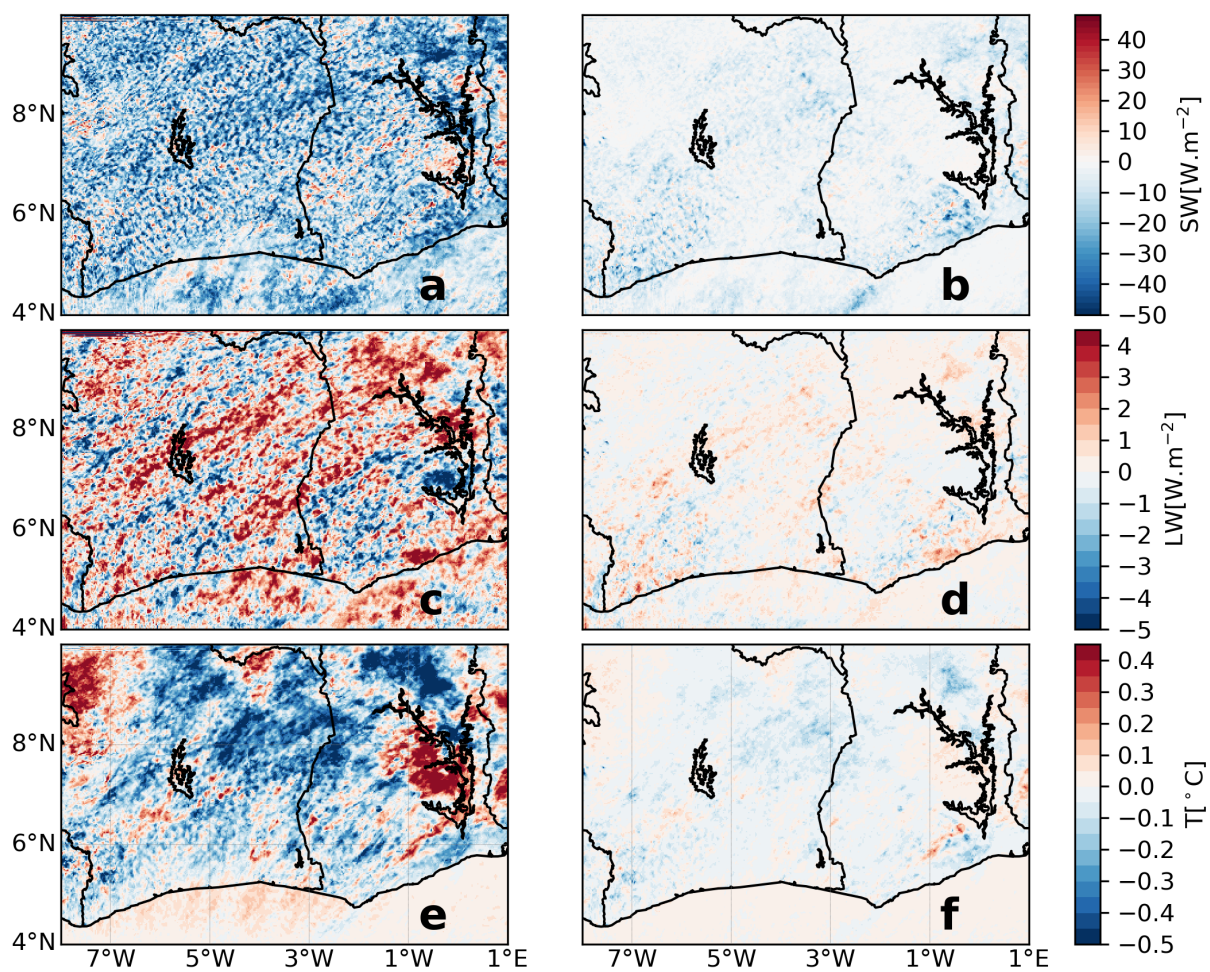 8°N
6°N
4°N
a
b
40
30
20
10
0
−10
−20
−30
−40
−50
SW[W.m⁻²]
8°N
6°N
4°N
c
d
4
3
2
1
0
−1
−2
−3
−4
−5
LW[W.m⁻²]
8°N
6°N
4°N
e
f
0.4
0.3
0.2
0.1
0.0
−0.1
−0.2
−0.3
−0.4
−0.5
T[°C]
7°W 5°W 3°W 1°W 1°E
7°W 5°W 3°W 1°W 1°E